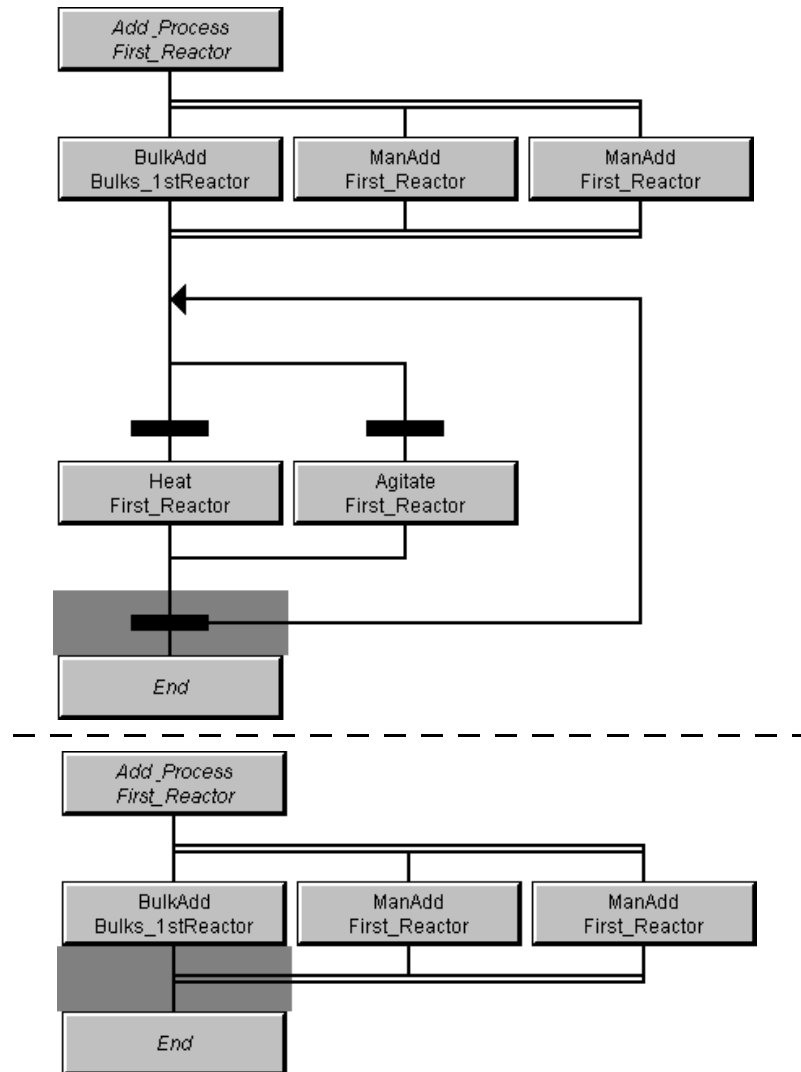 Add_Process
First_Reactor
BulkAdd
Bulks_1stReactor
ManAdd
First_Reactor
ManAdd
First_Reactor
Heat
First_Reactor
Agitate
First_Reactor
End
Add_Process
First_Reactor
BulkAdd
Bulks_1stReactor
ManAdd
First_Reactor
ManAdd
First_Reactor
End